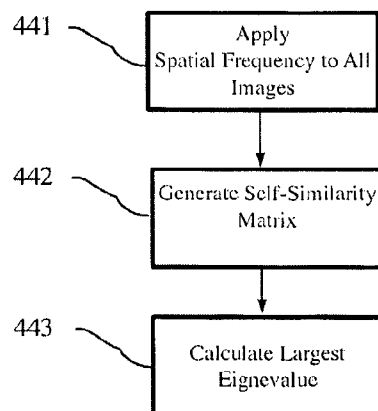 441
Apply
Spatial Frequency to All
Images
442
Generate Self-Similarity
Matrix
443
Calculate Largest
Eignevalue